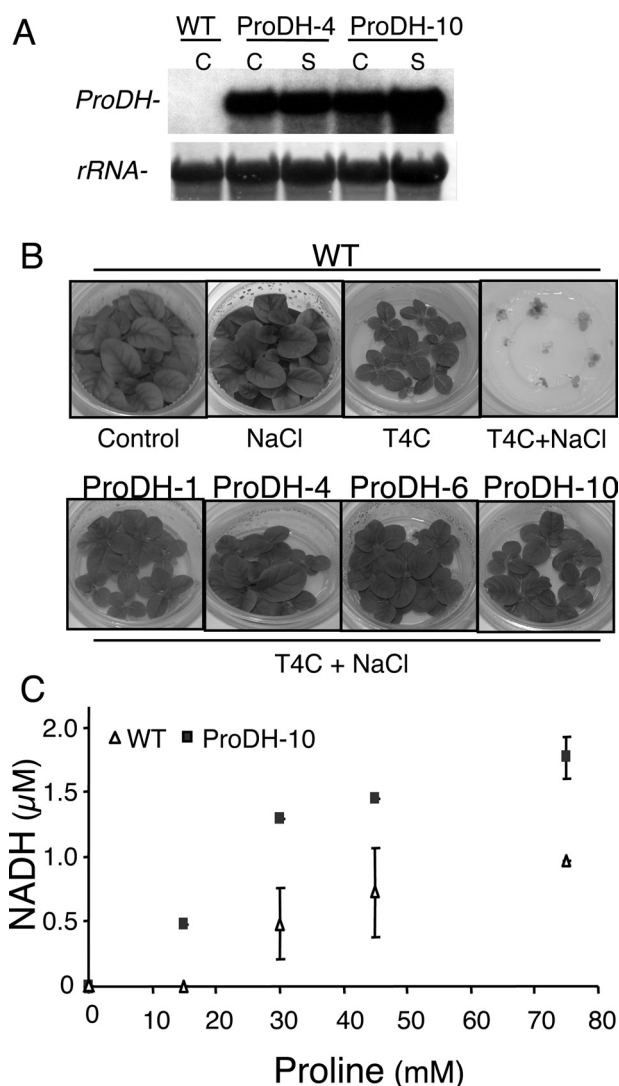 A
WT ProDH-4 ProDH-10
C C S C S
ProDH-
rRNA-
B
WT
Control NaCl T4C T4C+NaCl
ProDH-1 ProDH-4 ProDH-6 ProDH-10
T4C + NaCl
C
WT ProDH-10
2.0
1.5
1.0
0.5
0
NADH (µM)
0 10 20 30 40 50 60 70 80
Proline (mM)